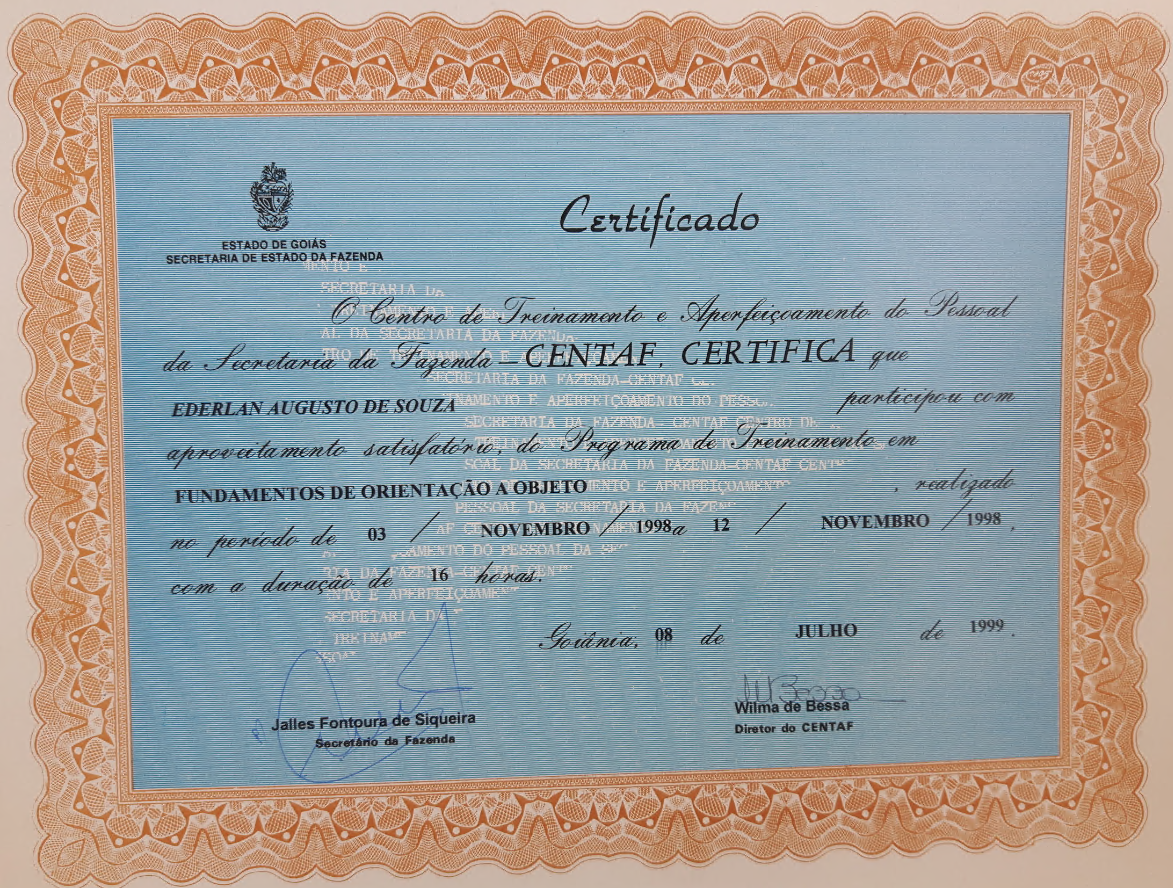 Certificado
ESTADO DE GOIÁS
SECRETARIA DE ESTADO DA FAZENDA
O Centro de Treinamento e Aperfeiçoamento do Pessoal
da Secretaria da Fazenda - CENTAF, CERTIFICA que
EDERLAN AUGUSTO DE SOUZA participou com
aproveitamento satisfatório, do Programa de Treinamento em
FUNDAMENTOS DE ORIENTAÇÃO A OBJETO , realizado
no período de 03 / NOVEMBRO / 1998 a 12 / NOVEMBRO / 1998 ,
com a duração de 16 horas.
Goiânia, 08 de JULHO de 1999 .
Jalles Fontoura de Siqueira
Secretário da Fazenda
Wilma de Bessa
Diretor do CENTAF